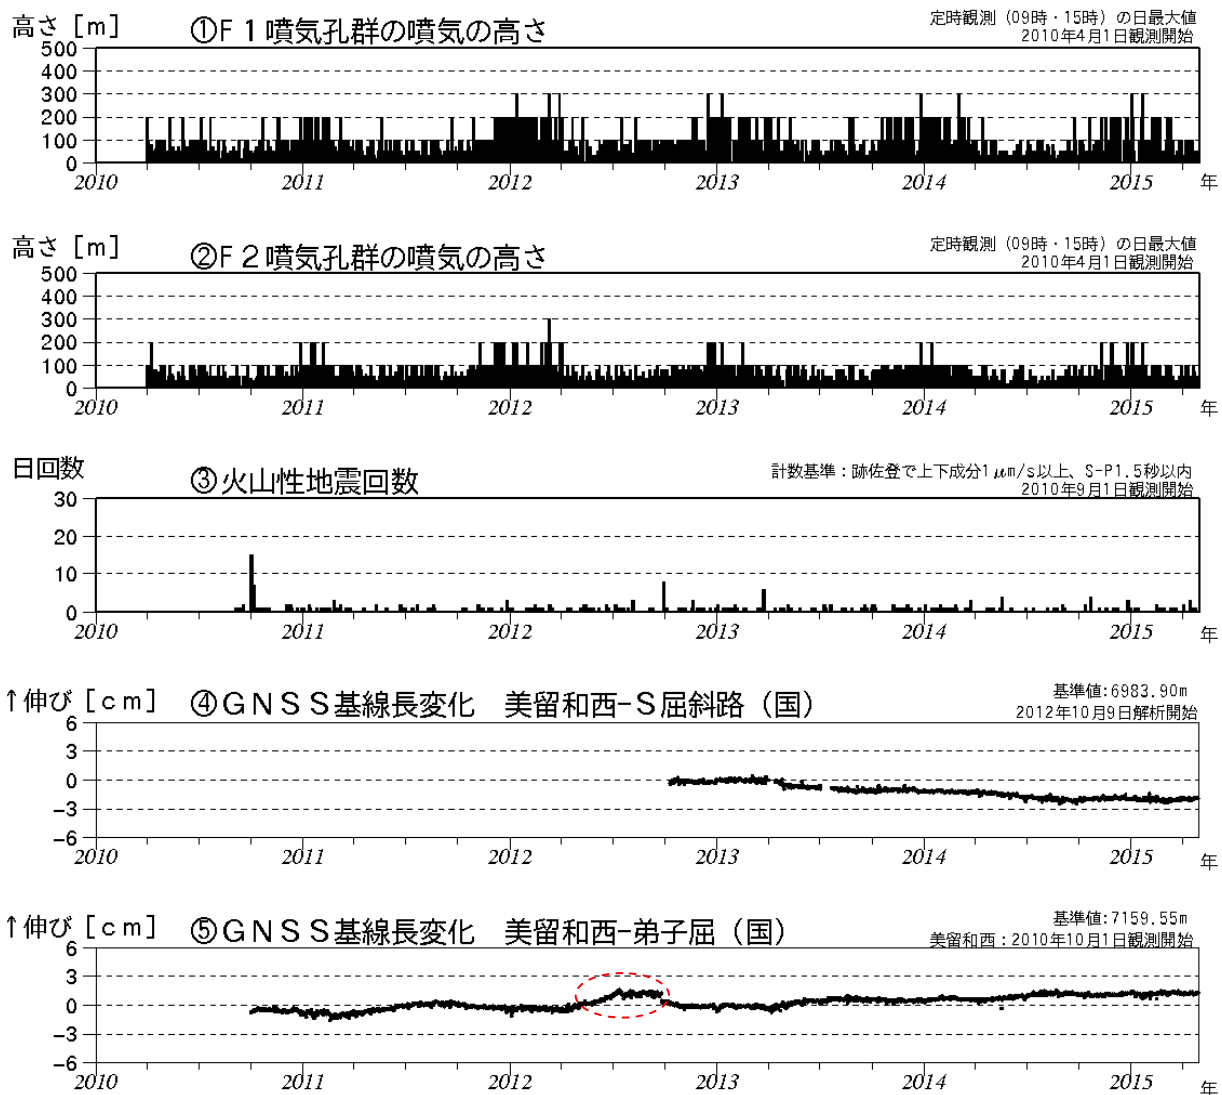 高さ [m]
①F1噴気孔群の噴気の高さ
定時観測 (09時・15時) の日最大値
2010年4月1日観測開始
500
400
300
200
100
0
2010 2011 2012 2013 2014 2015 年
高さ [m]
②F2噴気孔群の噴気の高さ
定時観測 (09時・15時) の日最大値
2010年4月1日観測開始
500
400
300
200
100
0
2010 2011 2012 2013 2014 2015 年
日回数
③火山性地震回数
計数基準:跡佐登で上下成分1μm/s以上、S-P1.5秒以内
2010年9月1日観測開始
30
20
10
0
2010 2011 2012 2013 2014 2015 年
↑伸び [cm]
④GNSS基線長変化 美留和西-S屈斜路(国)
基準値:6983.90m
2012年10月9日解析開始
6
3
0
-3
-6
2010 2011 2012 2013 2014 2015 年
↑伸び [cm]
⑤GNSS基線長変化 美留和西-弟子屈(国)
基準値:7159.55m
美留和西:2010年10月1日観測開始
6
3
0
-3
-6
2010 2011 2012 2013 2014 2015 年